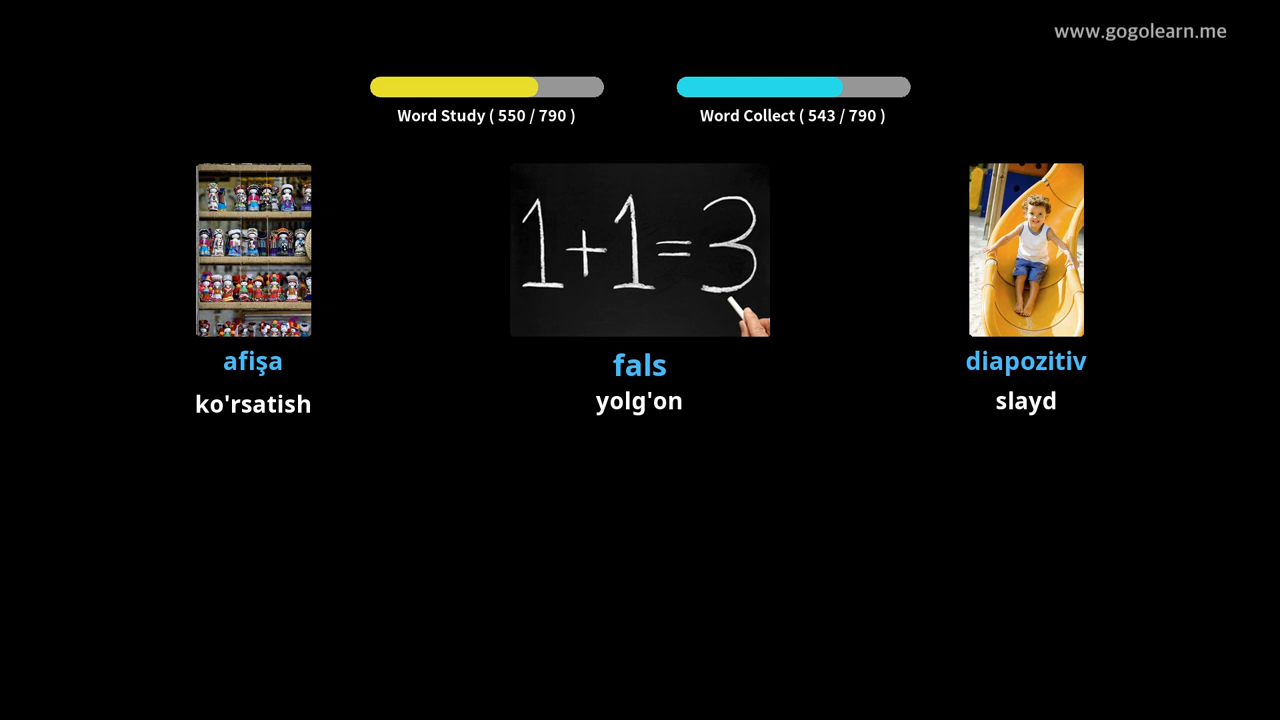 www.gogolearn.me
Word Study ( 550 / 790 )
Word Collect ( 543 / 790 )
1+1=3
afişa
fals
diapozitiv
ko'rsatish
yolg'on
slayd